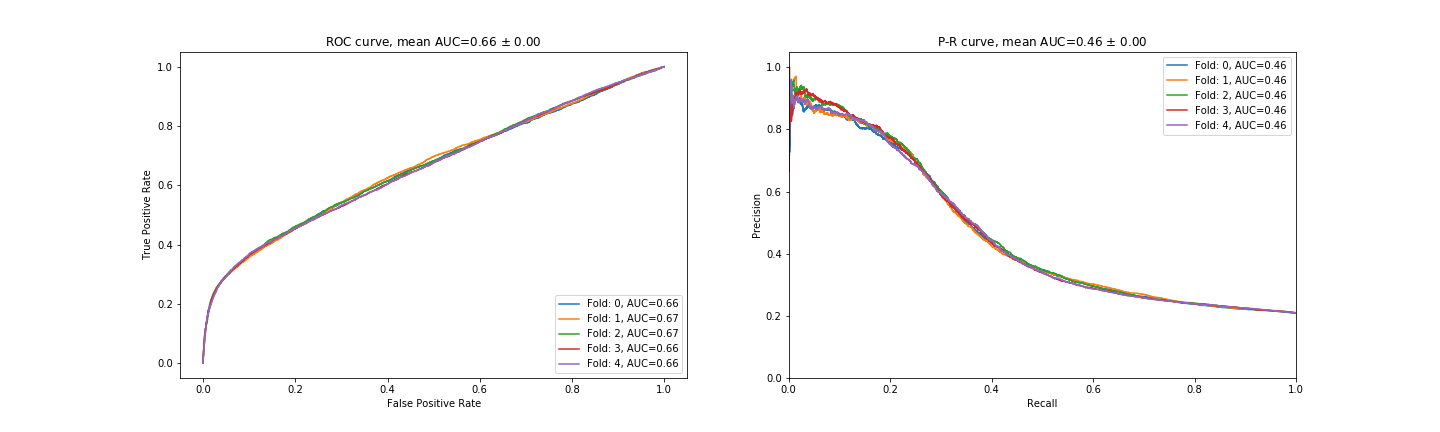 ROC curve, mean AUC=0.66 ± 0.00
True Positive Rate
1.0
0.8
0.6
0.4
0.2
0.0
Fold: 0, AUC=0.66
Fold: 1, AUC=0.67
Fold: 2, AUC=0.67
Fold: 3, AUC=0.66
Fold: 4, AUC=0.66
0.0 0.2 0.4 0.6 0.8 1.0
False Positive Rate
P-R curve, mean AUC=0.46 ± 0.00
Precision
1.0
0.8
0.6
0.4
0.2
0.0
Fold: 0, AUC=0.46
Fold: 1, AUC=0.46
Fold: 2, AUC=0.46
Fold: 3, AUC=0.46
Fold: 4, AUC=0.46
0.0 0.2 0.4 0.6 0.8 1.0
Recall